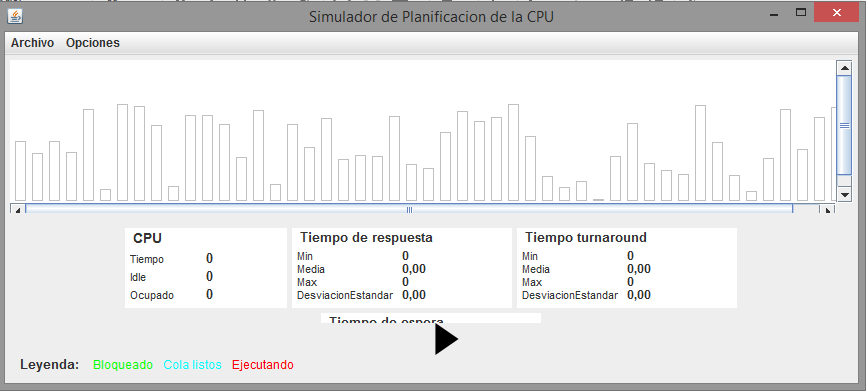 Simulador de Planificacion de la CPU
Archivo Opciones
CPU
Tiempo 0
Idle 0
Ocupado 0
Tiempo de respuesta
Min 0
Media 0,00
Max 0
DesviacionEstandar 0,00
Tiempo turnaround
Min 0
Media 0,00
Max 0
DesviacionEstandar 0,00
Tiempo de espera
Leyenda: Bloqueado Cola listos Ejecutando